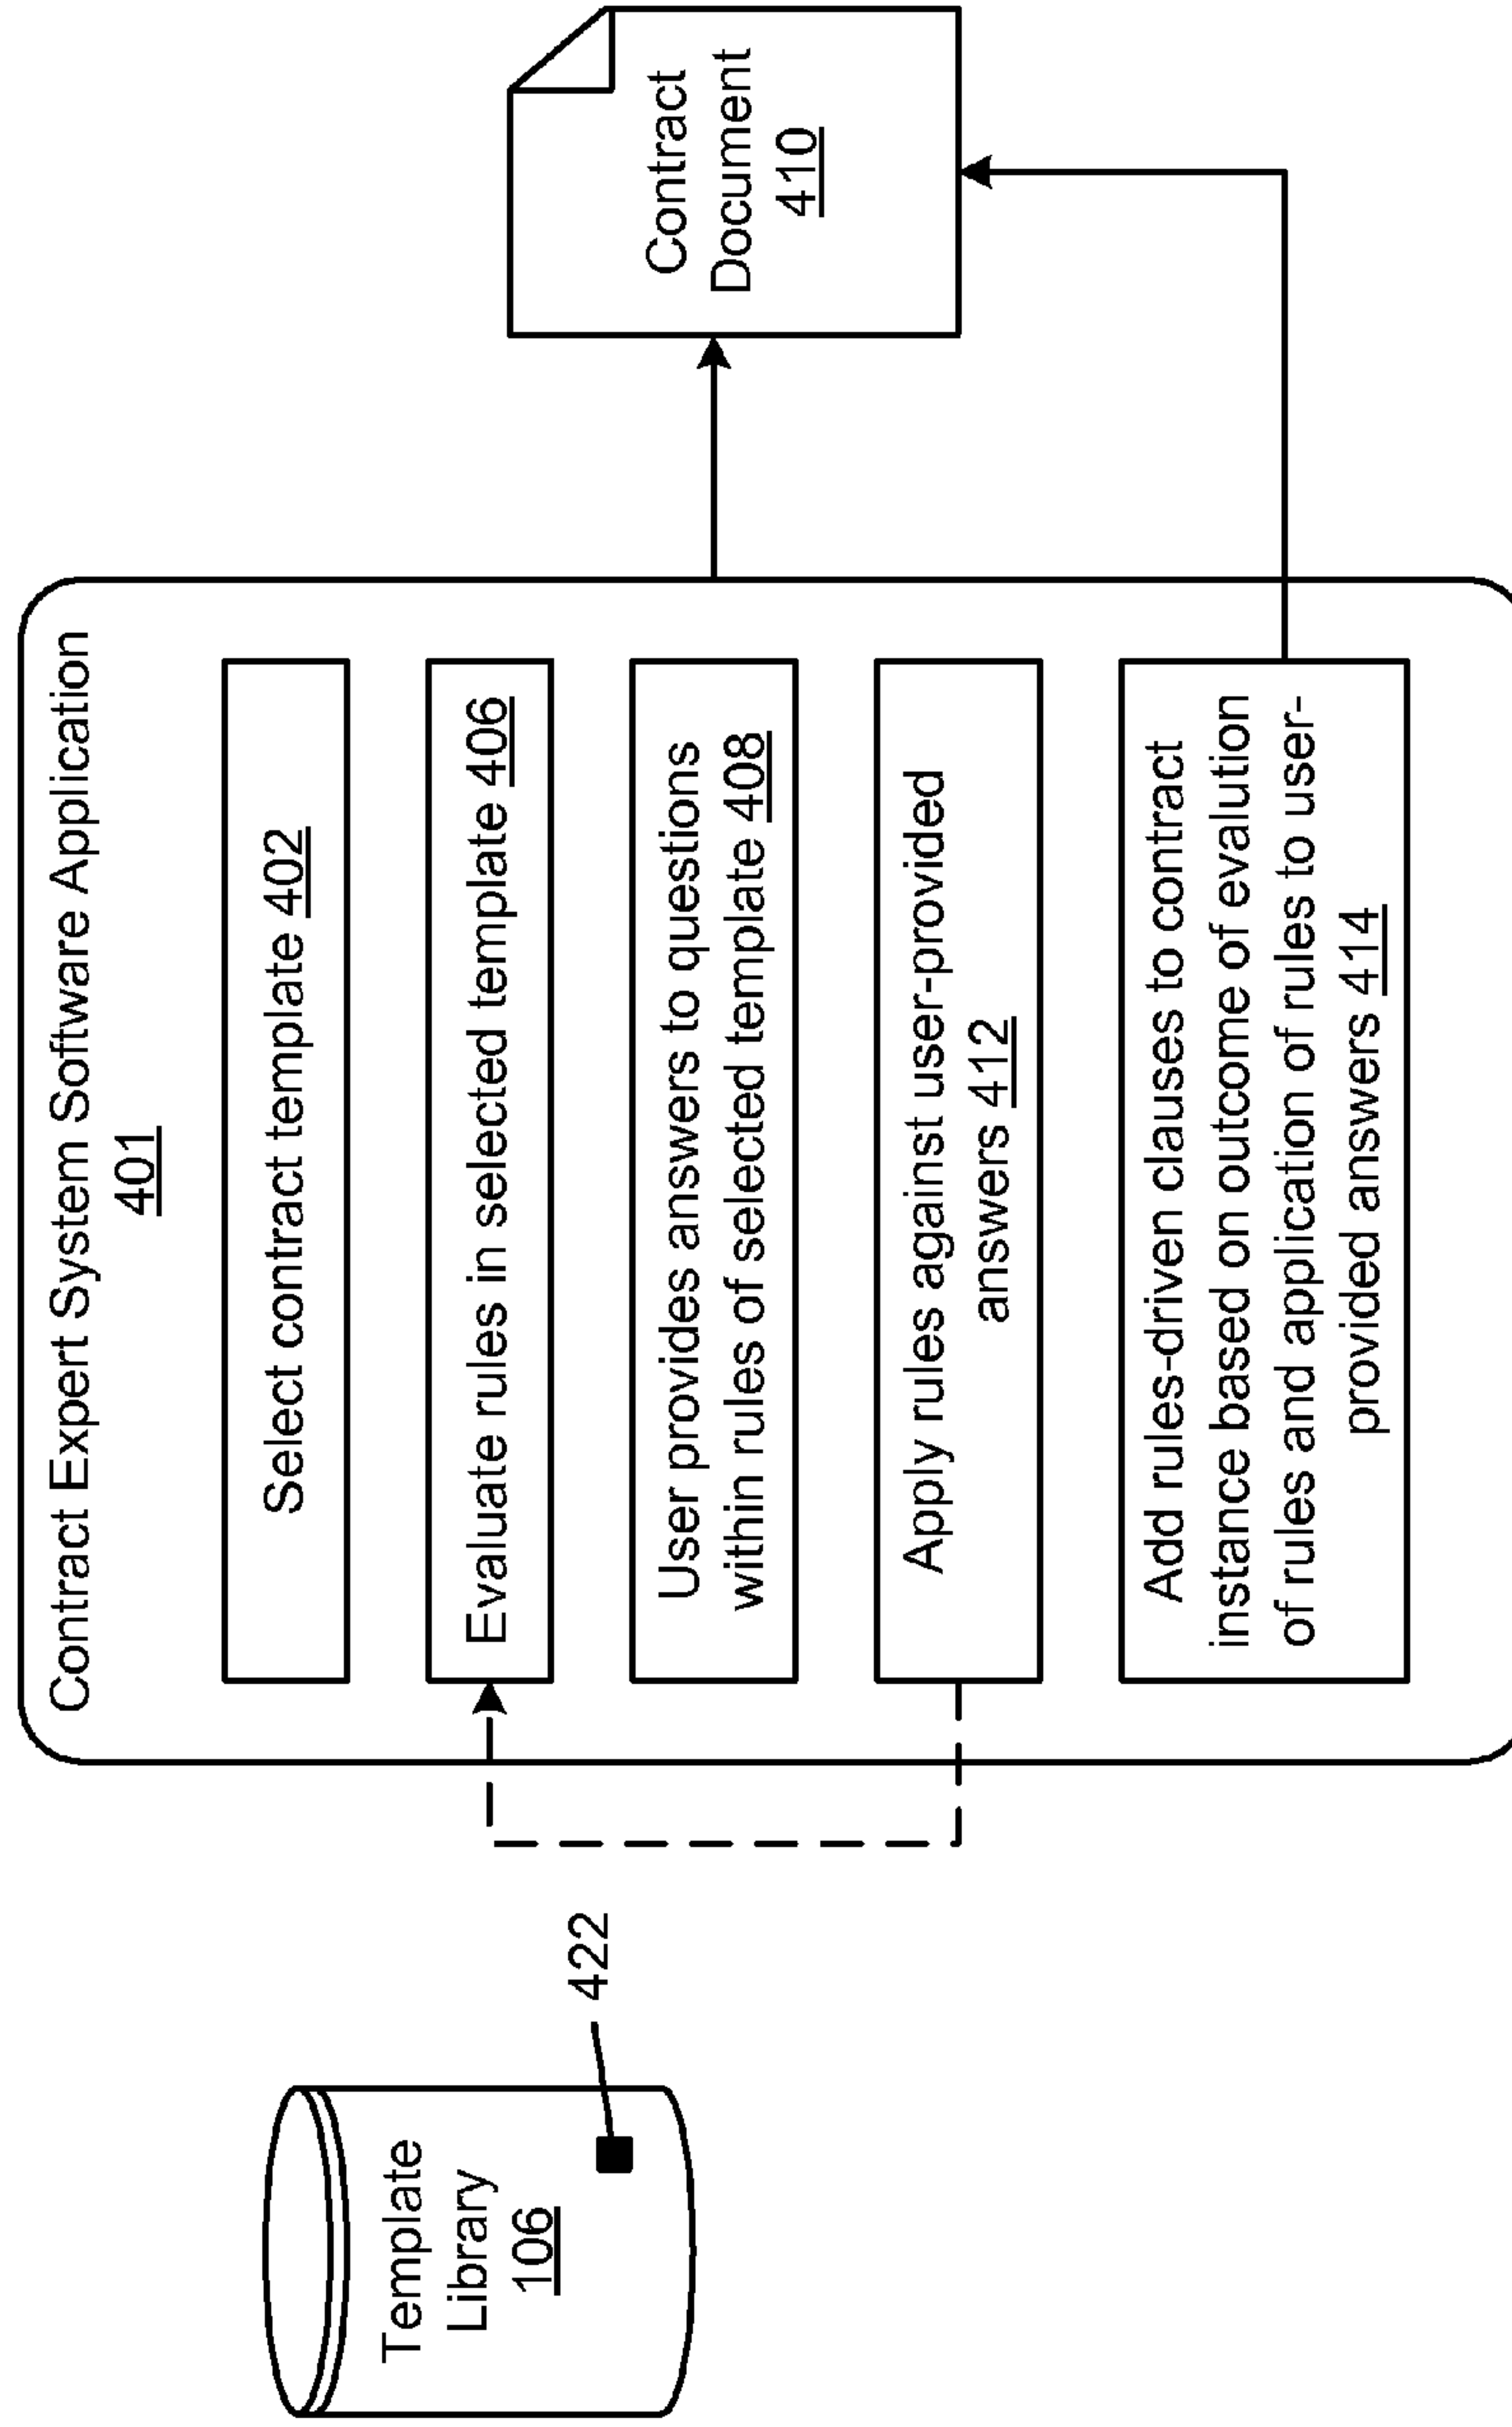 Contract Expert System Software Application
401
Select contract template 402
Evaluate rules in selected template 406
User provides answers to questions
within rules of selected template 408
Apply rules against user-provided
answers 412
Add rules-driven clauses to contract
instance based on outcome of evalution
of rules and application of rules to user-
provided answers 414
Template
Library
106
422
Contract
Document
410